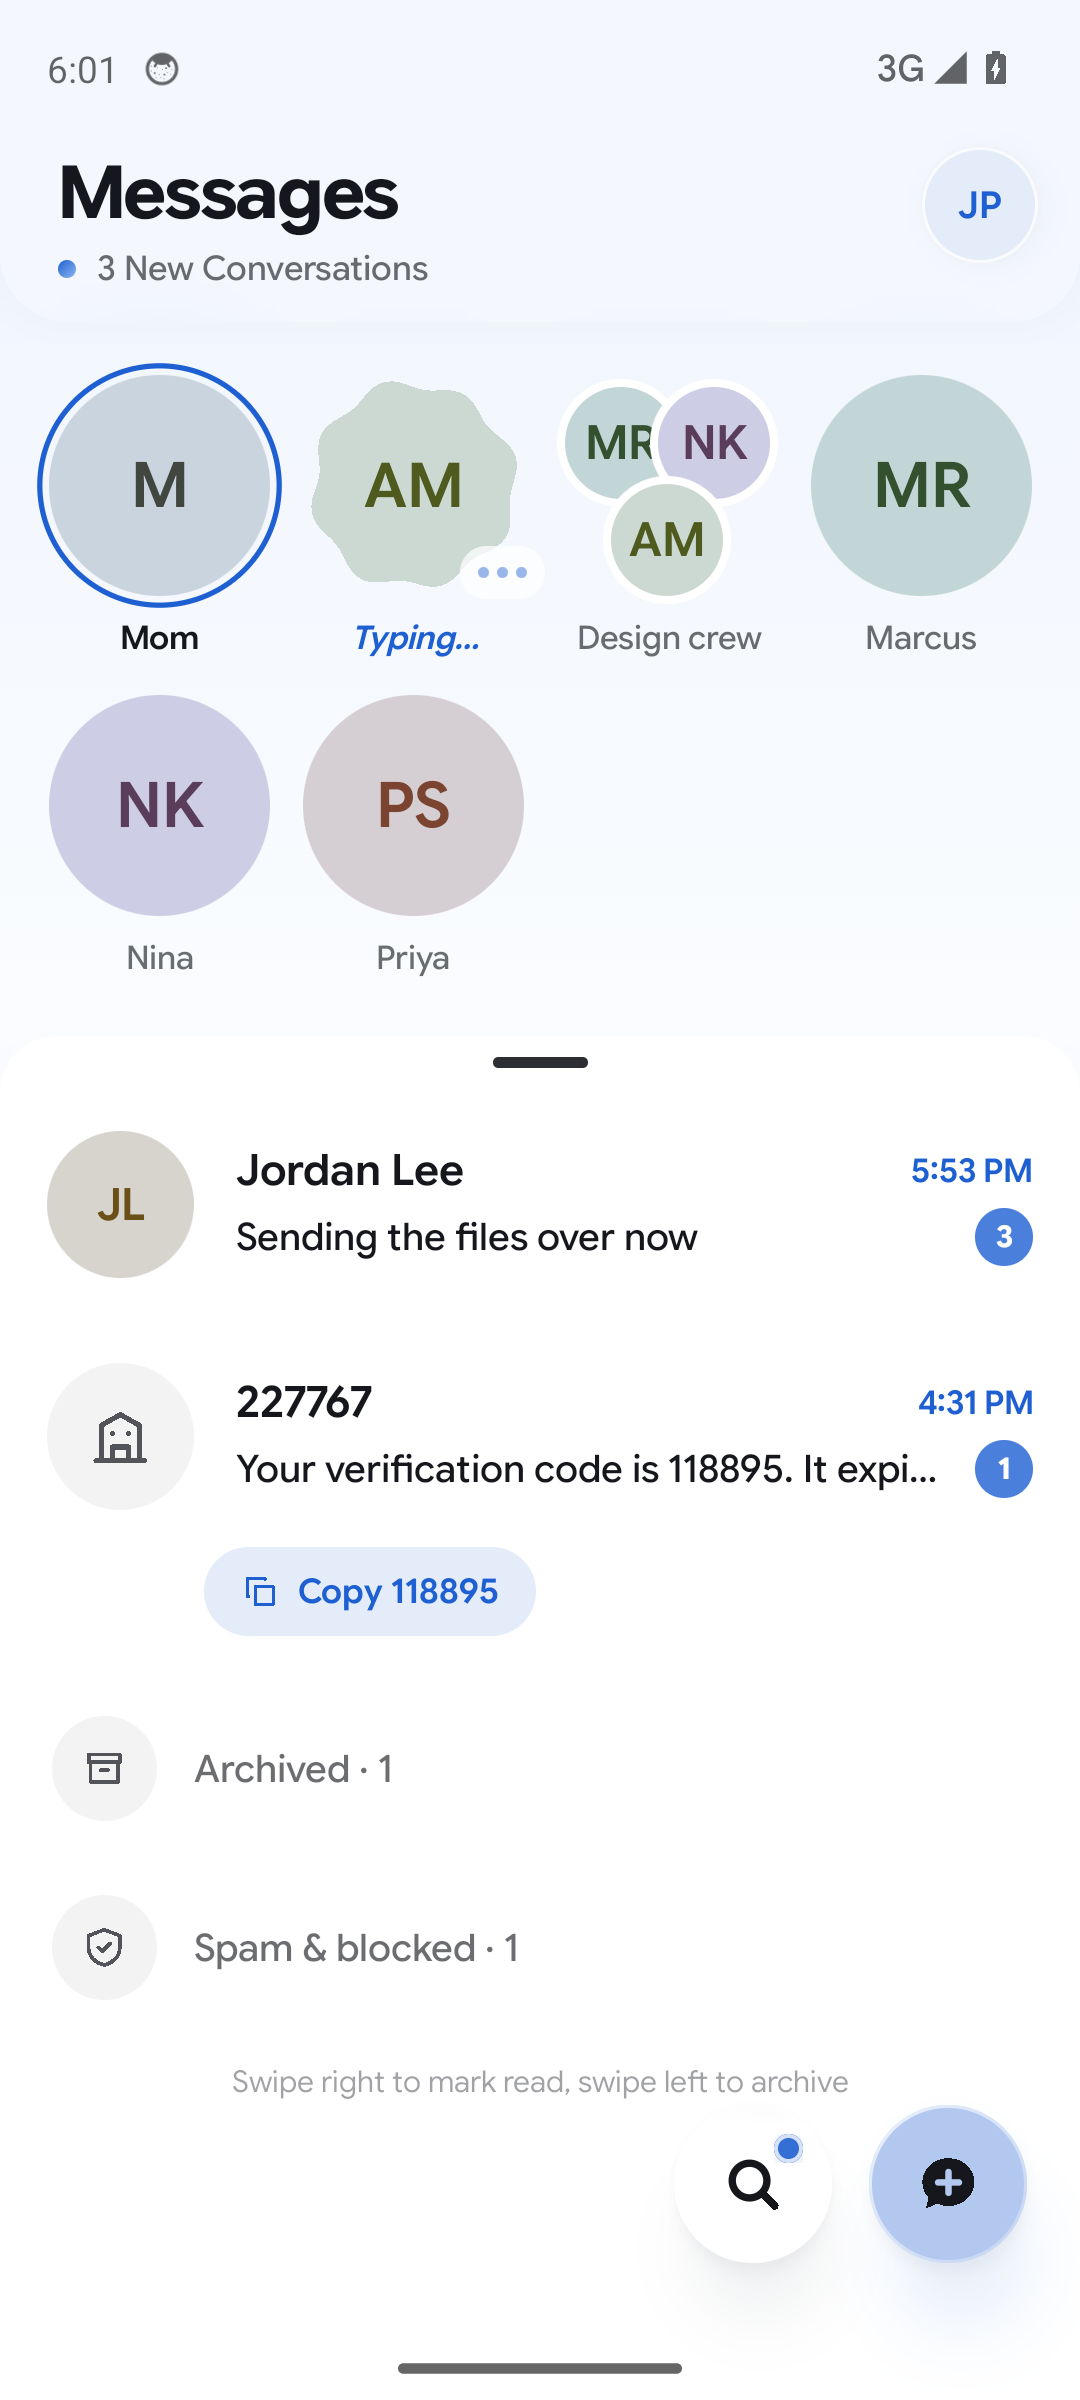 6:01
3G
Messages
JP
3 New Conversations
M
AM
MR
NK
AM
MR
Mom
Typing...
Design crew
Marcus
NK
PS
Nina
Priya
JL
Jordan Lee
5:53 PM
Sending the files over now
3
227767
4:31 PM
Your verification code is 118895. It expi...
1
Copy 118895
Archived · 1
Spam & blocked · 1
Swipe right to mark read, swipe left to archive